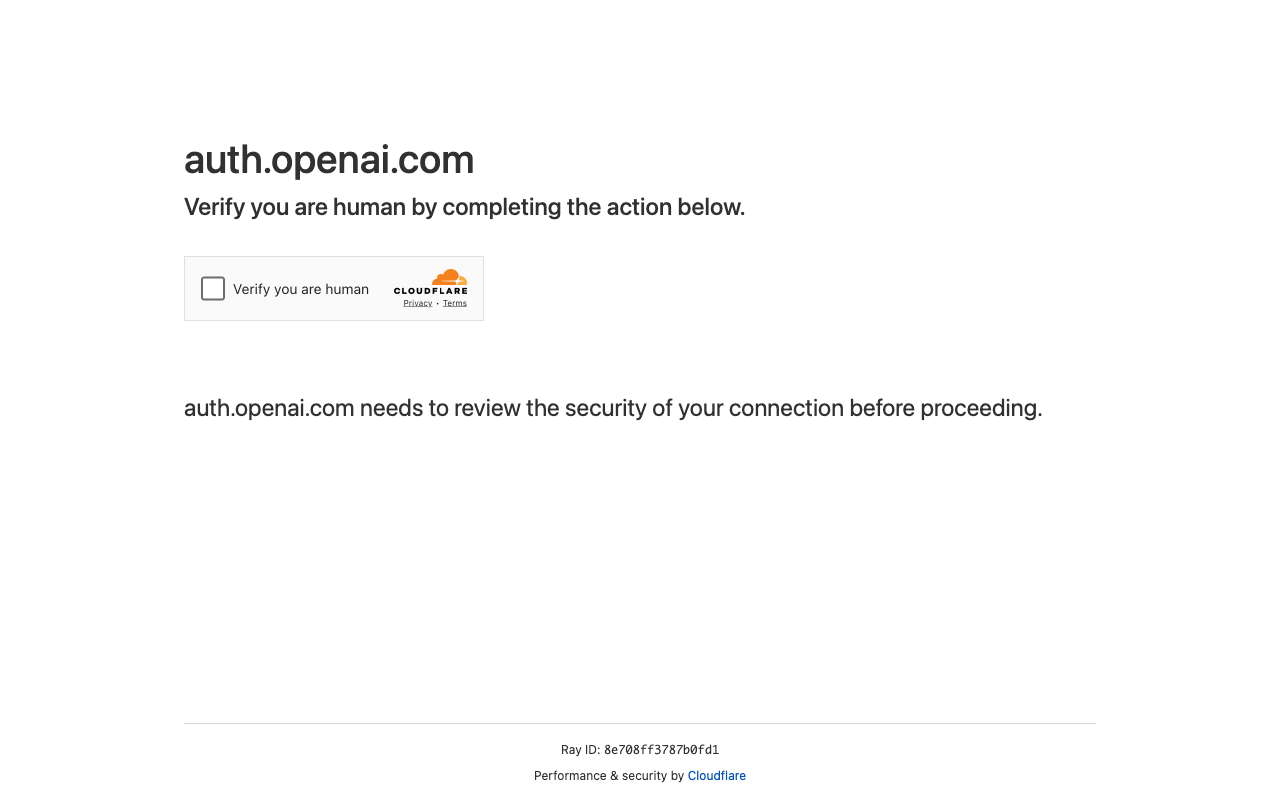 auth.openai.com
Verify you are human by completing the action below.
Verify you are human
CLOUDFLARE
Privacy • Terms
auth.openai.com needs to review the security of your connection before proceeding.
Ray ID: 8e708ff3787b0fd1
Performance & security by Cloudflare